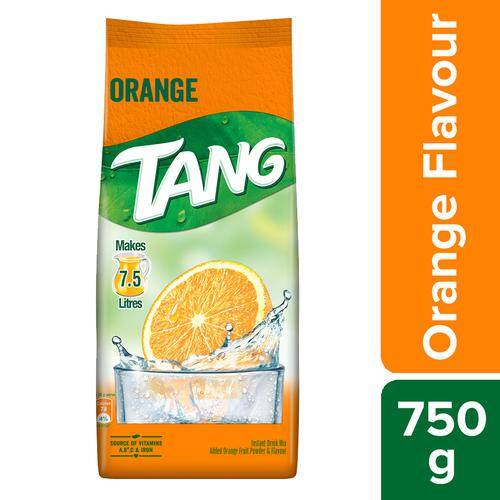 ORANGE
TANG
Makes
7.5
Litres
SOURCE OF VITAMINS
A,B*,C & IRON
Instant Drink Mix
Added Orange Fruit Powder & Flavour
Orange Flavour
750
g